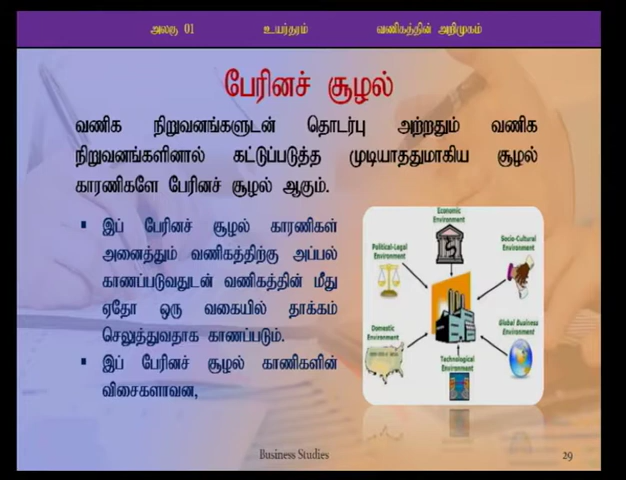 அலகு 01 உயர்தரம் வணிகத்தின் அறிமுகம்
பேரினச் சூழல்
வணிக நிறுவனங்களுடன் தொடர்பு அற்றதும் வணிக
நிறுவனங்களினால் கட்டுப்படுத்த முடியாததுமாகிய சூழல்
காரணிகளே பேரினச் சூழல் ஆகும்.
▪ இப் பேரினச் சூழல் காரணிகள்
அனைத்தும் வணிகத்திற்கு அப்பல்
காணப்படுவதுடன் வணிகத்தின் மீது
ஏதோ ஒரு வகையில் தாக்கம்
செலுத்துவதாக காணப்படும்.
▪ இப் பேரினச் சூழல் காணிகளின்
விசைகளாவன,
Economic
Environment
Political-Legal
Environment
Socio-Cultural
Environment
Domestic
Environment
Global Business
Environment
Technological
Environment
Business Studies 29